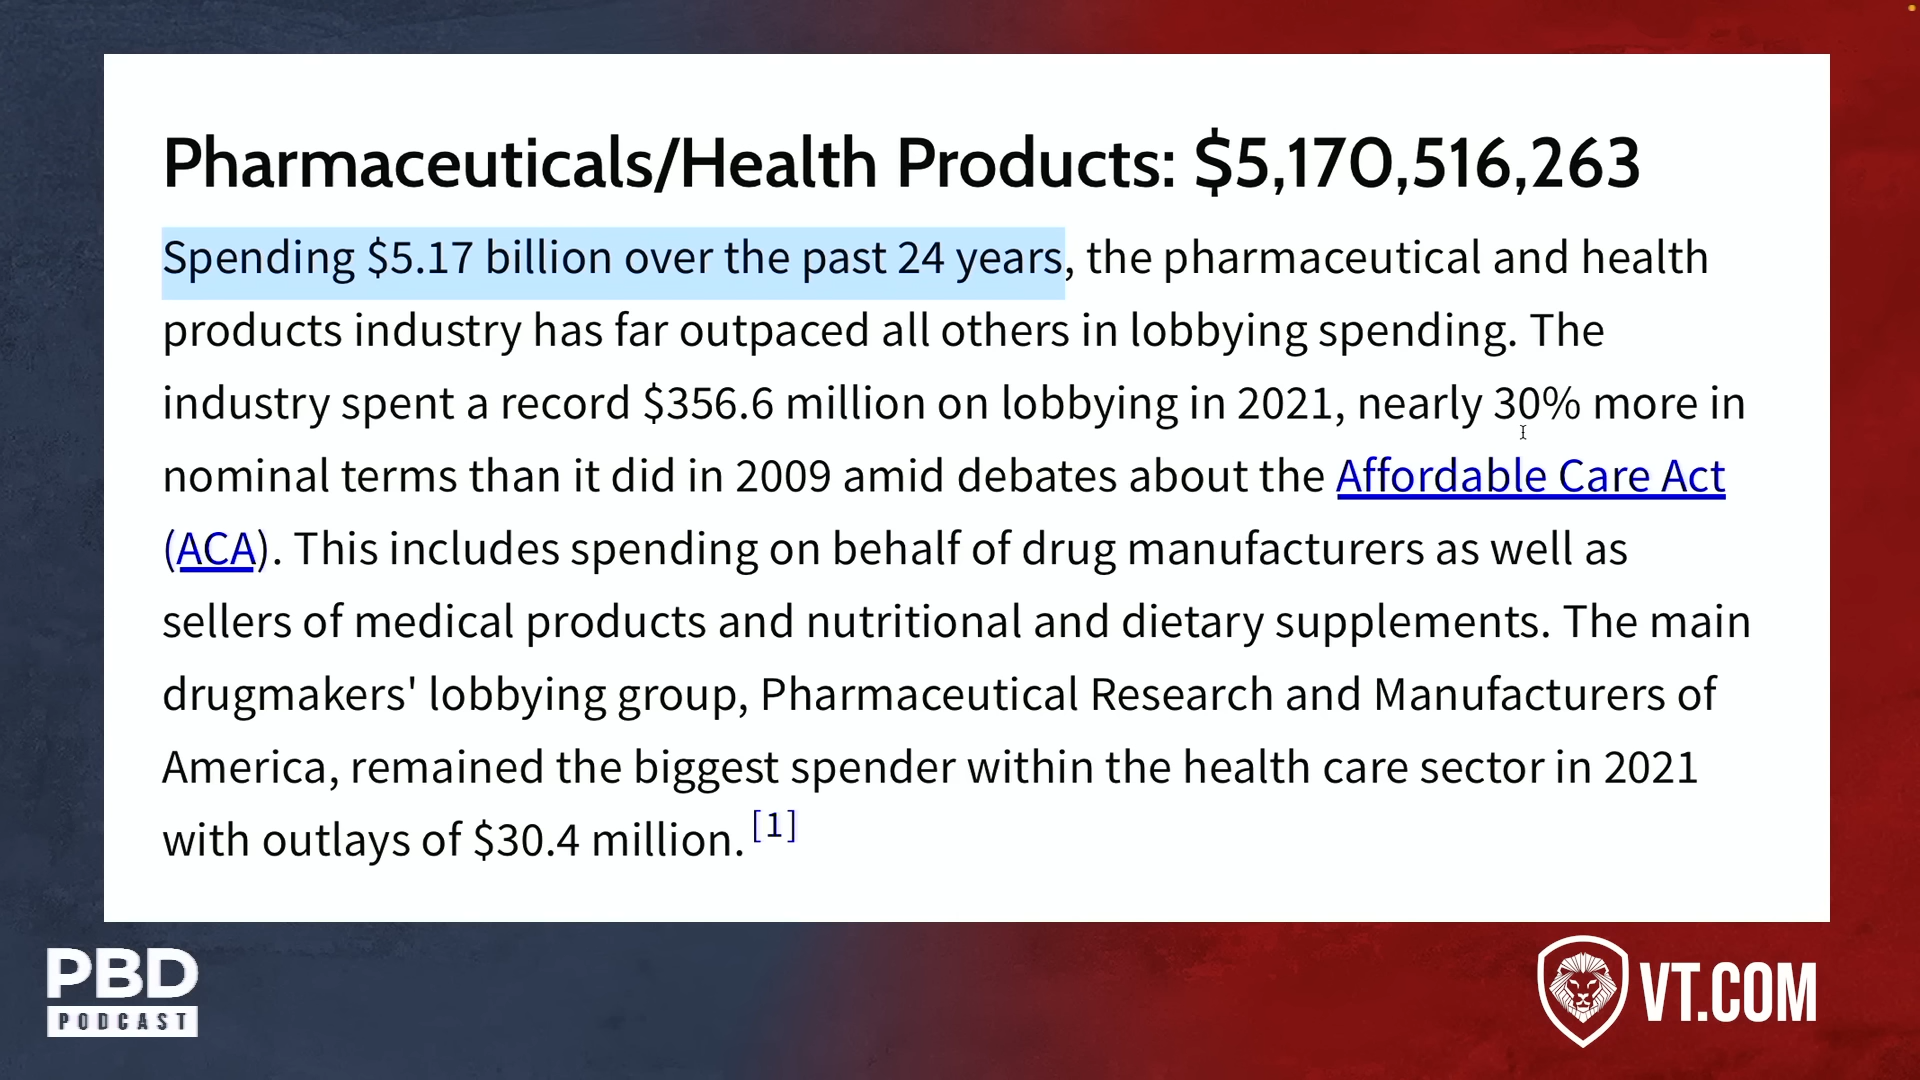 Pharmaceuticals/Health Products: $5,170,516,263
Spending $5.17 billion over the past 24 years, the pharmaceutical and health
products industry has far outpaced all others in lobbying spending. The
industry spent a record $356.6 million on lobbying in 2021, nearly 30% more in
nominal terms than it did in 2009 amid debates about the Affordable Care Act
(ACA). This includes spending on behalf of drug manufacturers as well as
sellers of medical products and nutritional and dietary supplements. The main
drugmakers' lobbying group, Pharmaceutical Research and Manufacturers of
America, remained the biggest spender within the health care sector in 2021
with outlays of $30.4 million. [1]
PBD
PODCAST
VT.COM